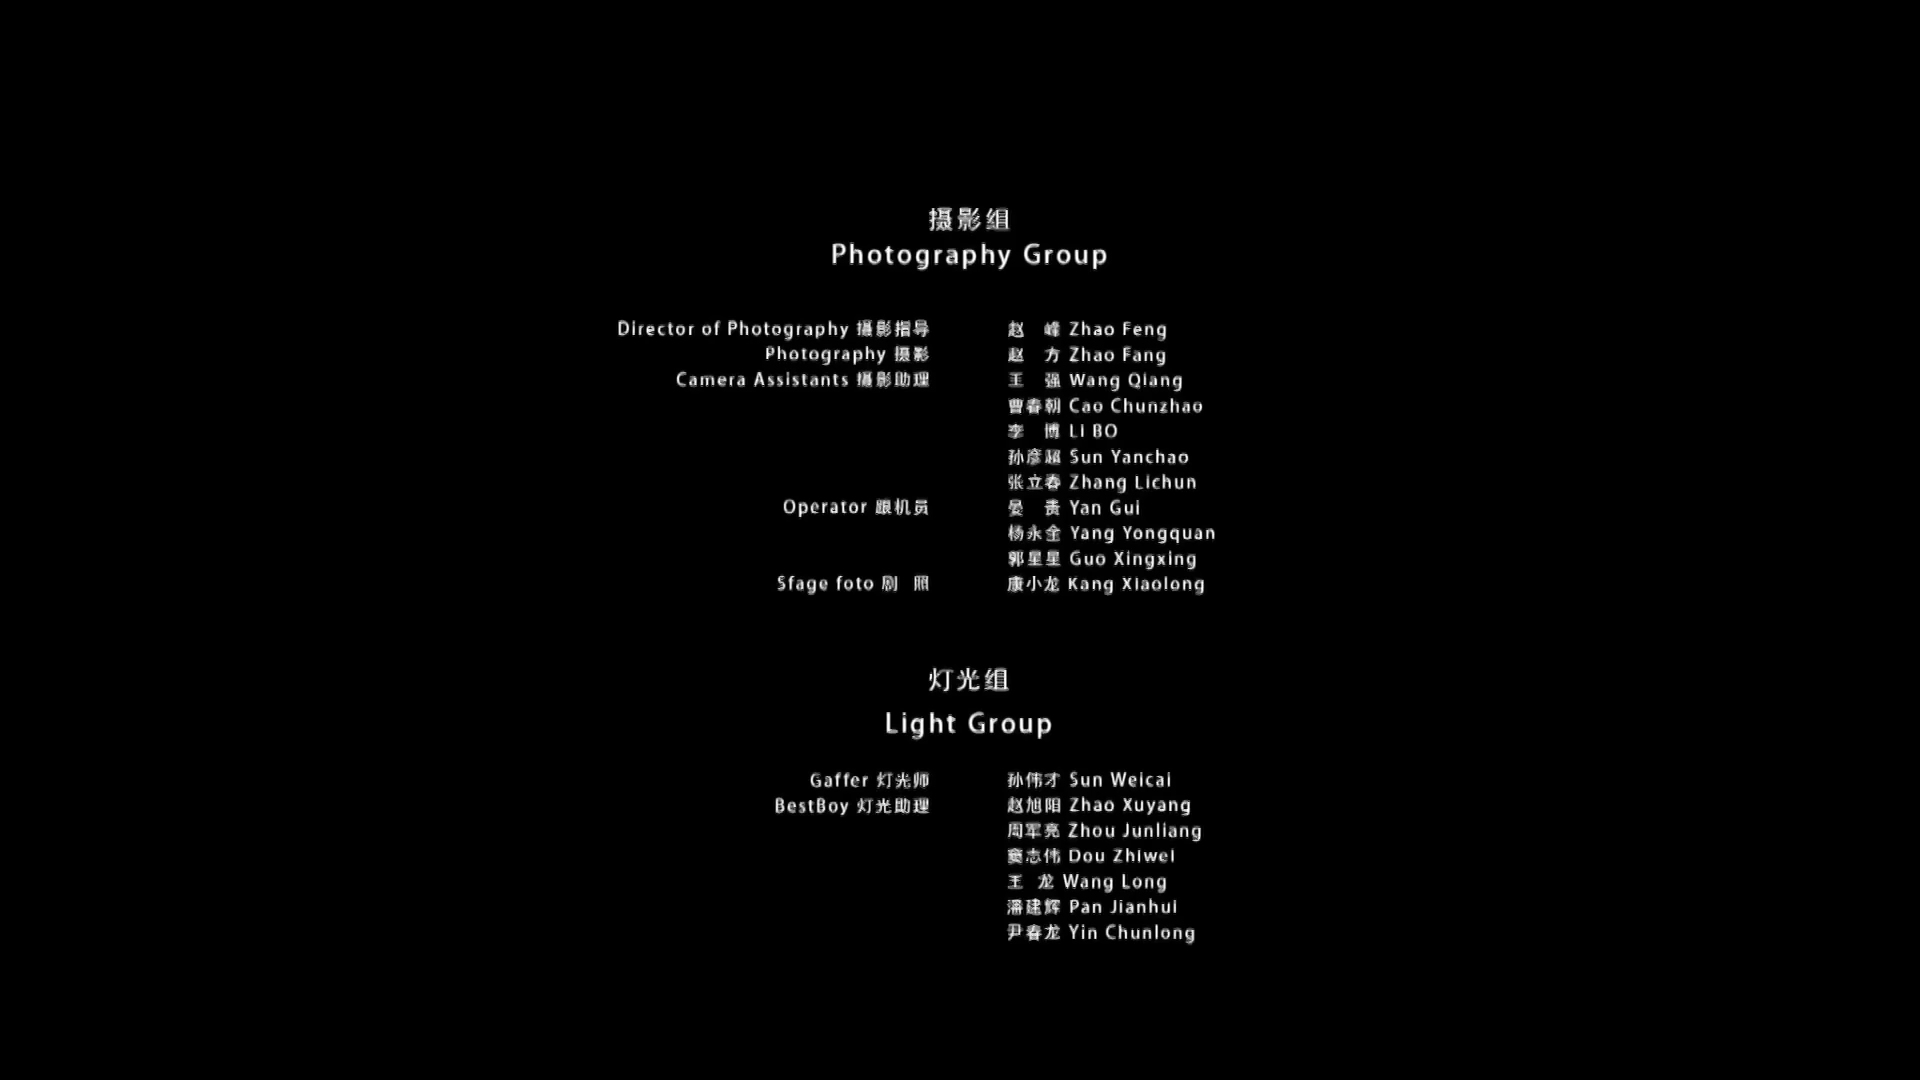 摄影组
Photography Group
Director of Photography 摄影指导 赵 峰 Zhao Feng
Photography 摄影 赵 方 Zhao Fang
Camera Assistants 摄影助理 王 强 Wang Qiang
曹春朝 Cao Chunzhao
李 博 Li BO
孙彦超 Sun Yanchao
张立春 Zhang Lichun
Operator 跟机员 晏 贵 Yan Gui
杨永全 Yang Yongquan
郭星星 Guo Xingxing
Sfage foto 剧 照 康小龙 Kang Xiaolong
灯光组
Light Group
Gaffer 灯光师 孙伟才 Sun Weicai
BestBoy 灯光助理 赵旭阳 Zhao Xuyang
周军亮 Zhou Junliang
窦志伟 Dou Zhiwei
王 龙 Wang Long
潘建辉 Pan Jianhui
尹春龙 Yin Chunlong